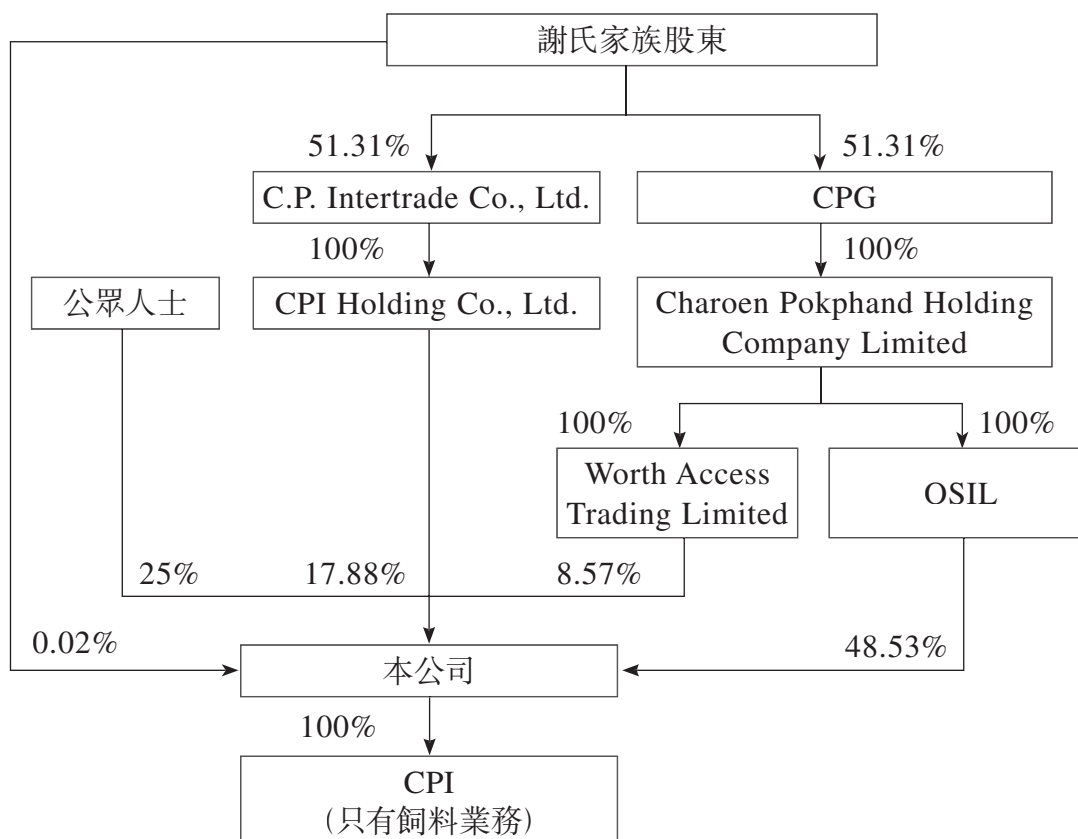 謝氏家族股東
51.31%
51.31%
C.P. Intertrade Co., Ltd.
CPG
100%
100%
公眾人士
CPI Holding Co., Ltd.
Charoen Pokphand Holding
Company Limited
100%
100%
Worth Access
Trading Limited
OSIL
25%
17.88%
8.57%
0.02%
48.53%
本公司
100%
CPI
(只有飼料業務)